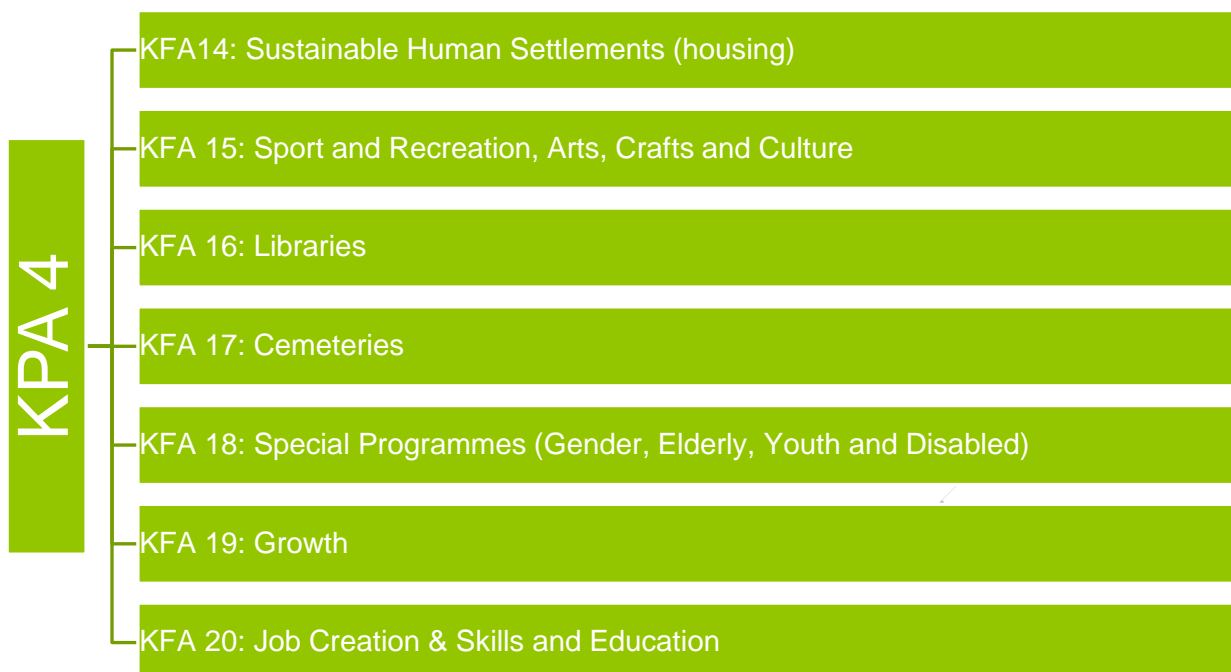 KPA 4
KFA14: Sustainable Human Settlements (housing)
KFA 15: Sport and Recreation, Arts, Crafts and Culture
KFA 16: Libraries
KFA 17: Cemeteries
KFA 18: Special Programmes (Gender, Elderly, Youth and Disabled)
KFA 19: Growth
KFA 20: Job Creation & Skills and Education